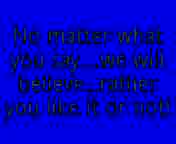 No matter what
you say...we will
believe...rather
you like it or not!